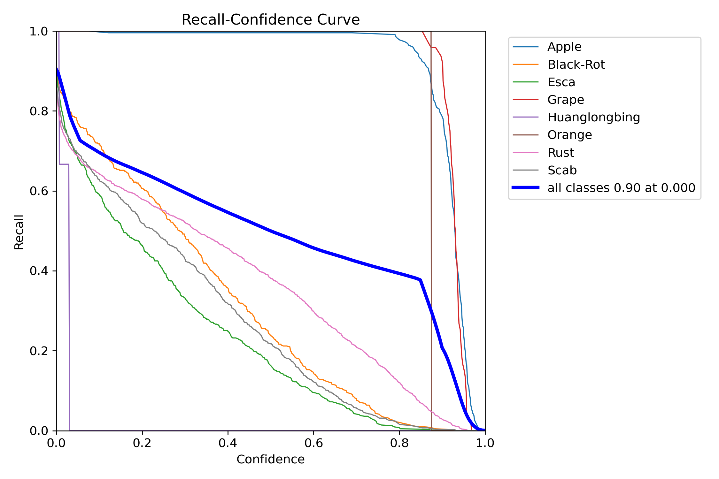 Recall-Confidence Curve
1.0
0.8
0.6
0.4
0.2
0.0
Recall
0.0 0.2 0.4 0.6 0.8 1.0
Confidence
Apple
Black-Rot
Esca
Grape
Huanglongbing
Orange
Rust
Scab
all classes 0.90 at 0.000